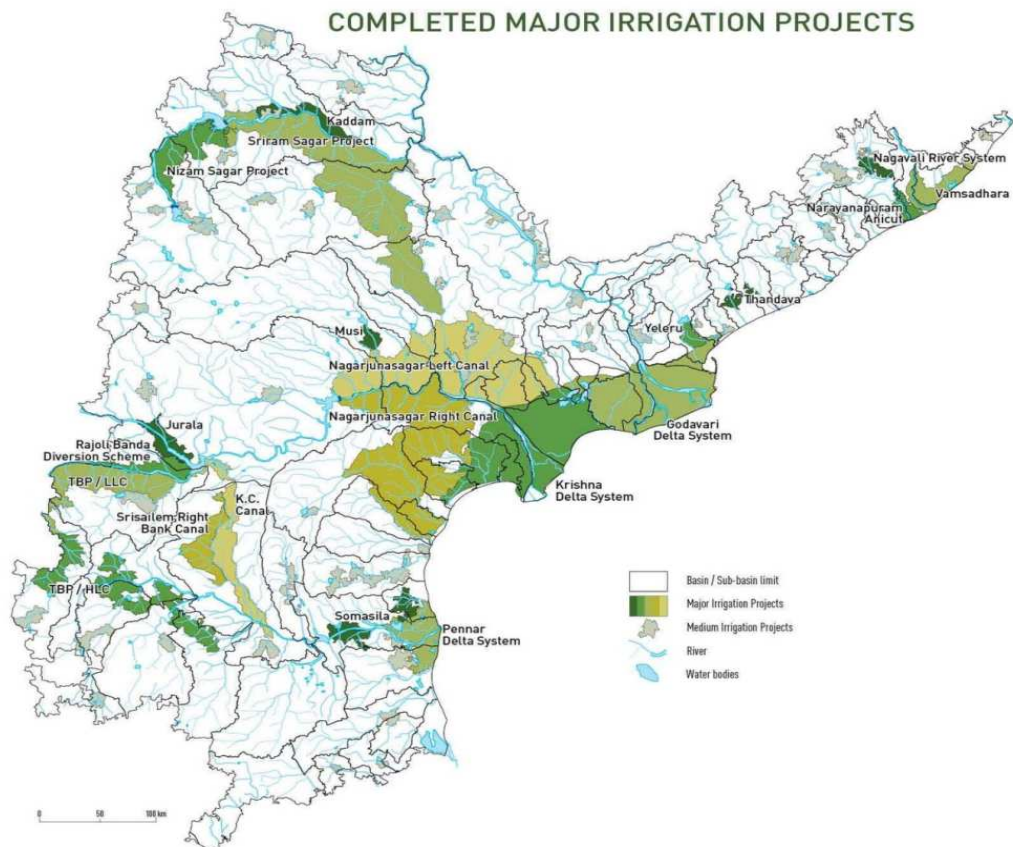 COMPLETED MAJOR IRRIGATION PROJECTS
Kaddam
Sriram Sagar Project
Nizam Sagar Project
Nagavali River System
Vamsadhara
Narayanapuram
Anicut
Thandava
Yeleru
Musi
Nagarjunasagar Left Canal
Nagarjunasagar Right Canal
Godavari
Delta System
Jurala
Rajoli Banda
Diversion Scheme
TBP / LLC
Krishna
Delta System
K.C.
Canal
Srisailem Right
Bank Canal
TBP / HLC
Somasila
Pennar
Delta System
Basin / Sub-basin limit
Major Irrigation Projects
Medium Irrigation Projects
River
Water bodies
0 50 100 km